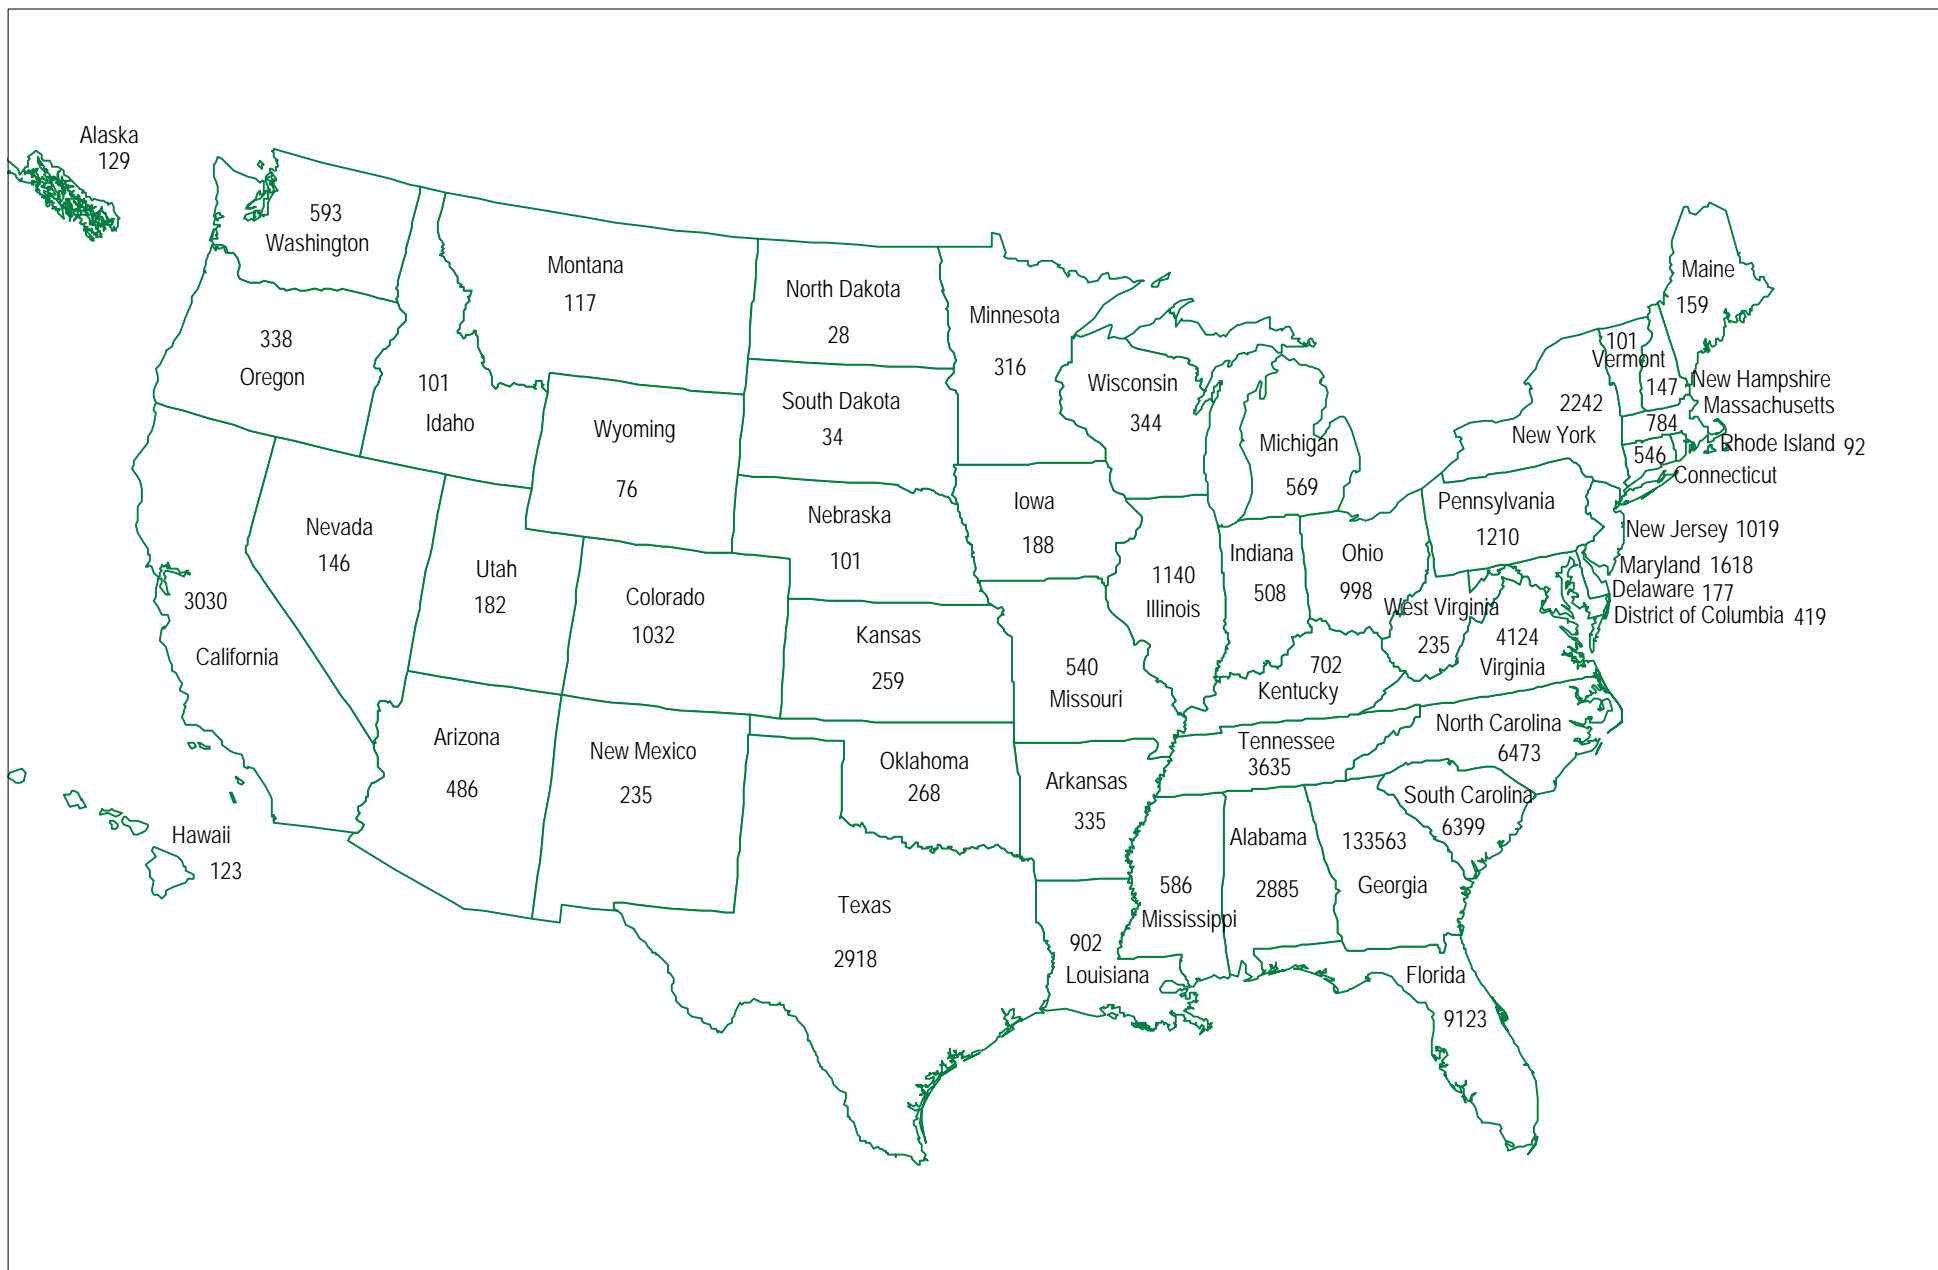 Alaska
129
593
Washington
Montana
117
North Dakota
28
Minnesota
316
Maine
159
338
Oregon
101
Idaho
South Dakota
34
Wisconsin
344
101
Vermont
147
New Hampshire
Massachusetts
784
2242
New York
Rhode Island 92
546
Connecticut
Wyoming
76
Michigan
569
Nevada
146
Nebraska
101
Iowa
188
Pennsylvania
1210
New Jersey 1019
Maryland 1618
Delaware 177
District of Columbia 419
Utah
182
Colorado
1032
1140
Illinois
Indiana
508
Ohio
998
West Virginia
235
4124
Virginia
3030
California
Kansas
259
540
Missouri
702
Kentucky
Arizona
486
New Mexico
235
Oklahoma
268
Arkansas
335
Tennessee
3635
North Carolina
6473
South Carolina
6399
Hawaii
123
Texas
2918
902
Louisiana
586
Mississippi
Alabama
2885
133563
Georgia
Florida
9123